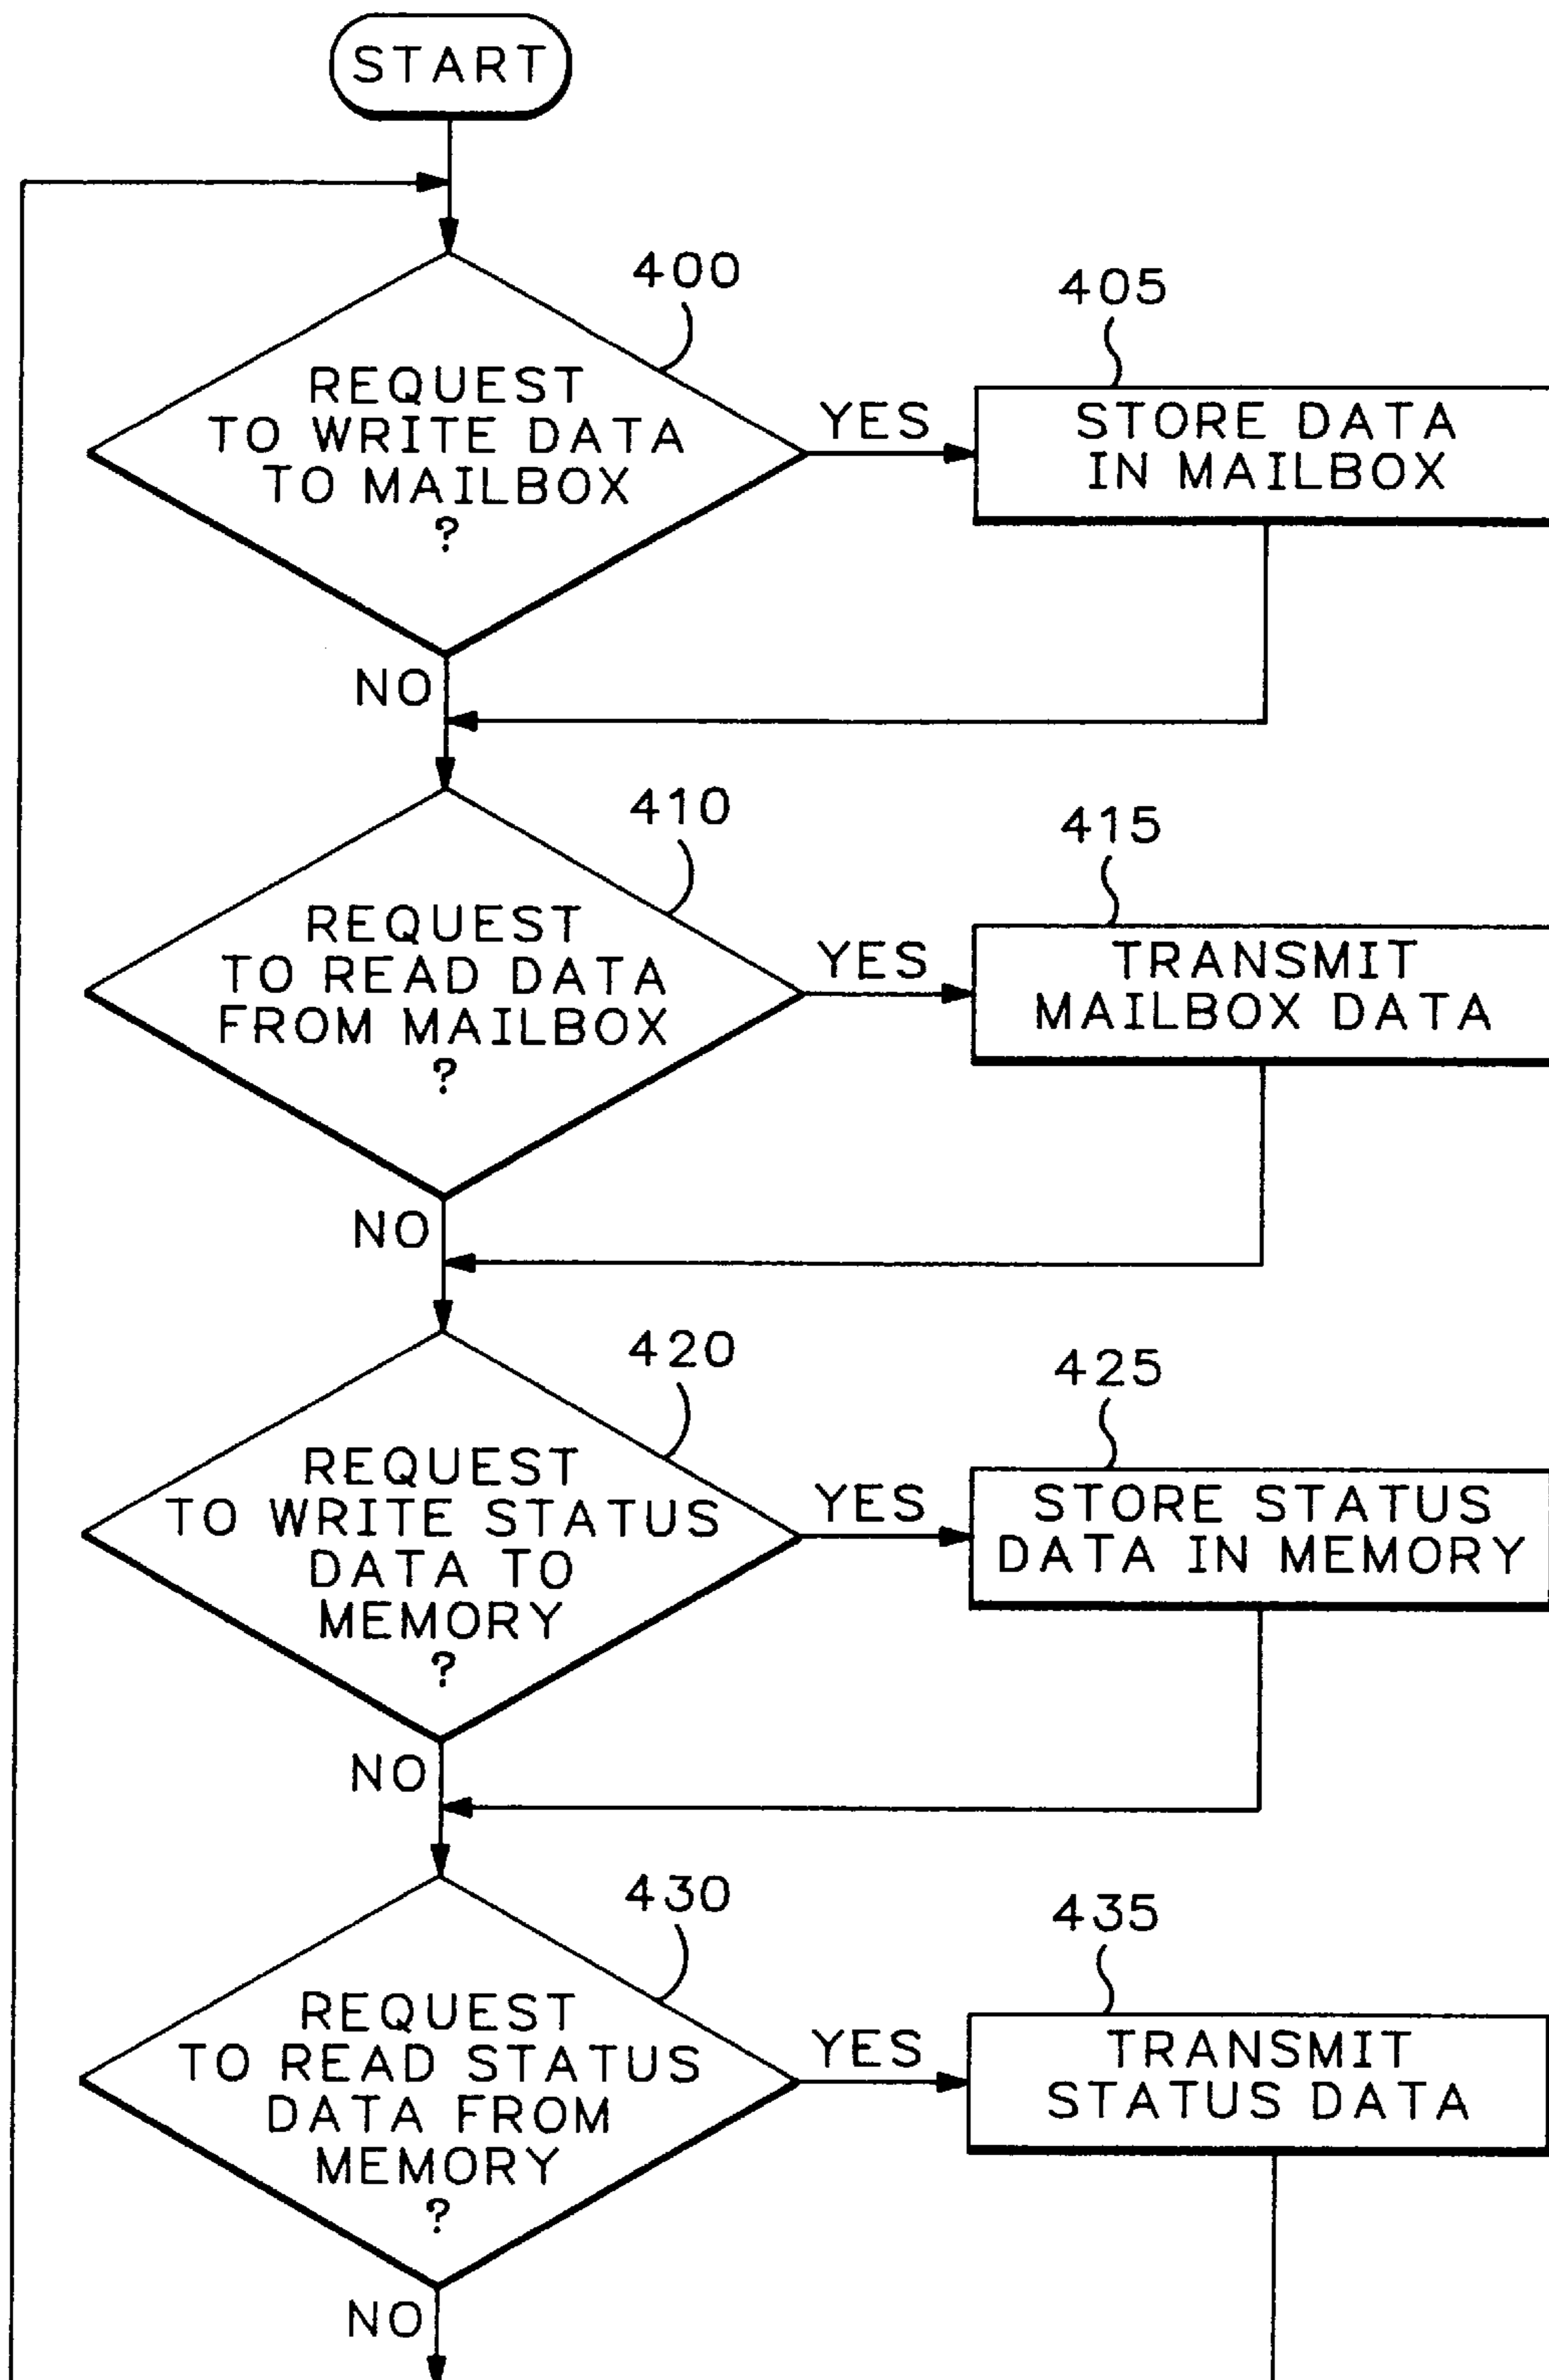 START
400
REQUEST
TO WRITE DATA
TO MAILBOX
?
YES
405
STORE DATA
IN MAILBOX
NO
410
REQUEST
TO READ DATA
FROM MAILBOX
?
YES
415
TRANSMIT
MAILBOX DATA
NO
420
REQUEST
TO WRITE STATUS
DATA TO
MEMORY
?
YES
425
STORE STATUS
DATA IN MEMORY
NO
430
REQUEST
TO READ STATUS
DATA FROM
MEMORY
?
YES
435
TRANSMIT
STATUS DATA
NO